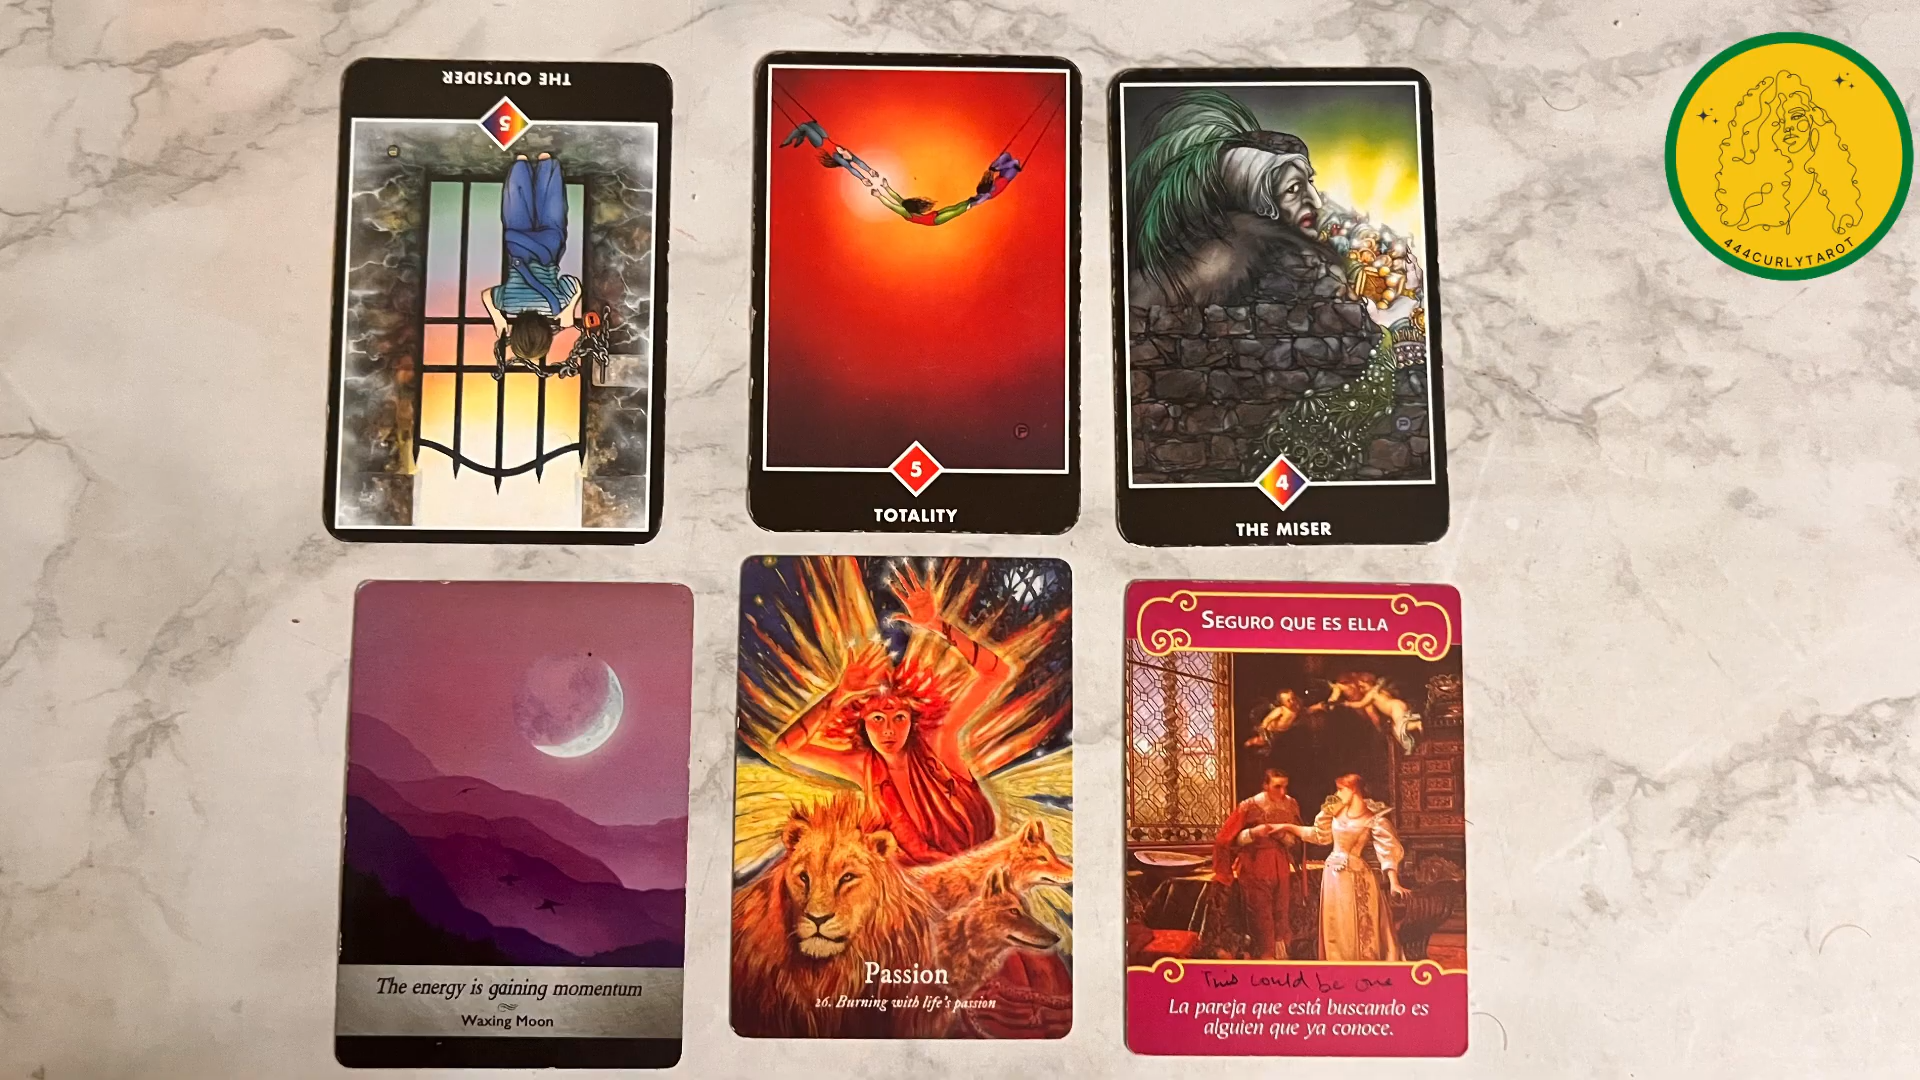 THE OUTSIDER
5
5
TOTALITY
4
THE MISER
444CURLYTAROT
The energy is gaining momentum
Waxing Moon
Passion
26. Burning with life's passion
SEGURO QUE ES ELLA
This could be one
La pareja que está buscando es
alguien que ya conoce.